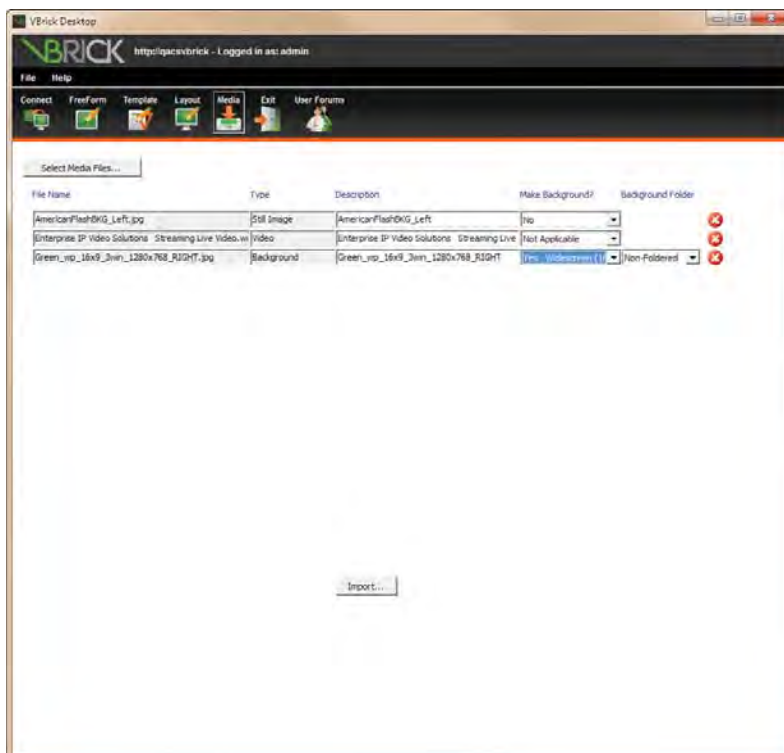 VBrick Desktop
VBRICK http://qacsvbrick - Logged in as: admin
File Help
Connect FreeForm Template Layout Media Exit User Forums
Select Media Files...
File Name Type Description Make Background? Background Folder
AmericanFlashBKG_Left.jpg Still Image AmericanFlashBKG_Left No
Enterprise IP Video Solutions Streaming Live Video.w Video Enterprise IP Video Solutions Streaming Live Not Applicable
Green_wp_16x9_3win_1280x768_RIGHT.jpg Background Green_wp_16x9_3win_1280x768_RIGHT Yes - Widescreen (1 Non-Foldered
Import...